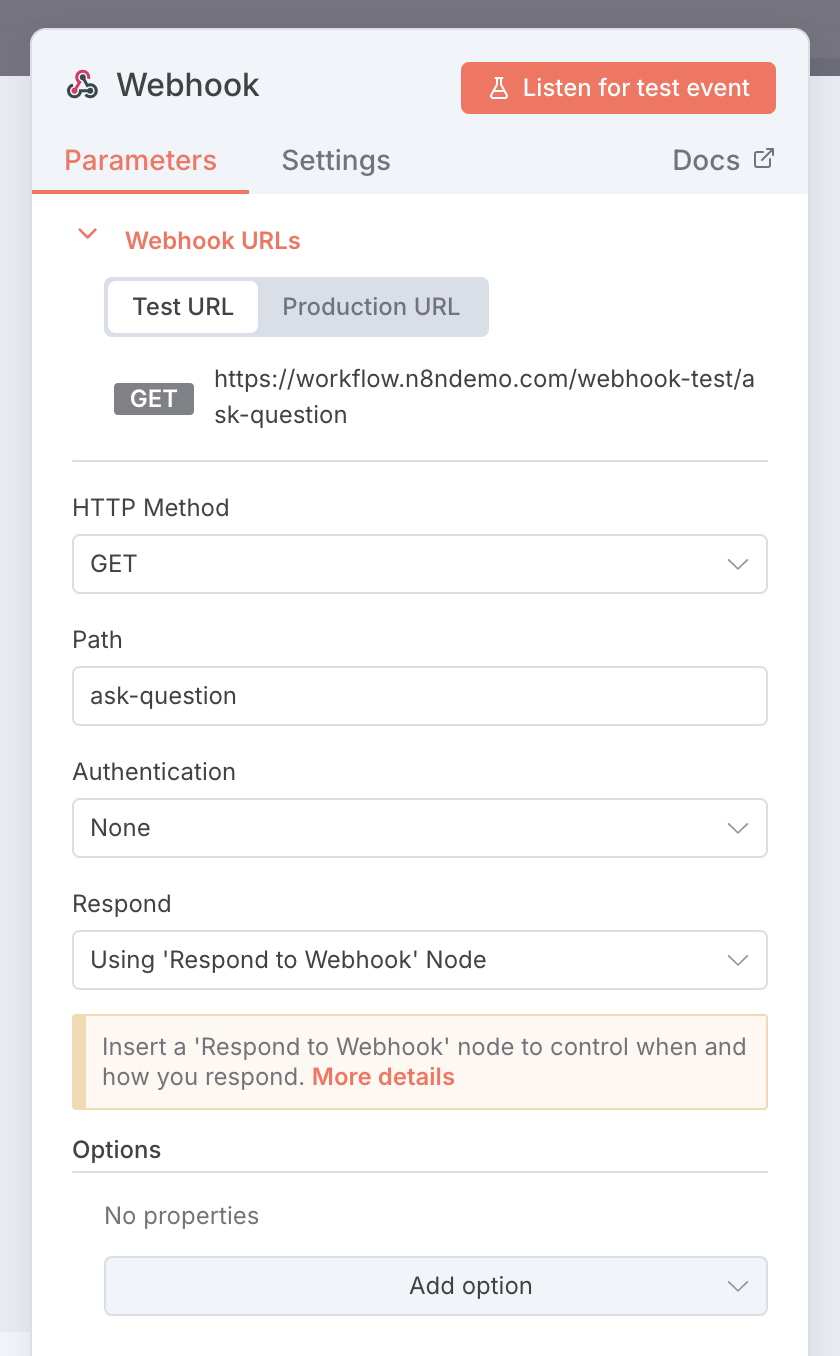 Webhook
Listen for test event
Parameters
Settings
Docs
Webhook URLs
Test URL
Production URL
GET
https://workflow.n8ndemo.com/webhook-test/a
sk-question
HTTP Method
GET
Path
ask-question
Authentication
None
Respond
Using 'Respond to Webhook' Node
Insert a 'Respond to Webhook' node to control when and
how you respond. More details
Options
No properties
Add option